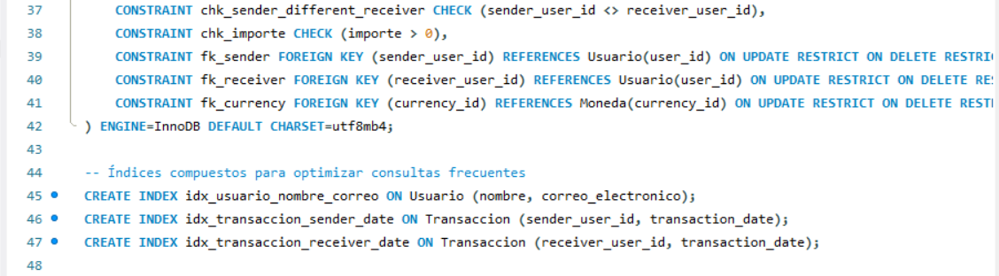 37 CONSTRAINT chk_sender_different_receiver CHECK (sender_user_id <> receiver_user_id),
38 CONSTRAINT chk_importe CHECK (importe > 0),
39 CONSTRAINT fk_sender FOREIGN KEY (sender_user_id) REFERENCES Usuario(user_id) ON UPDATE RESTRICT ON DELETE RESTRI
40 CONSTRAINT fk_receiver FOREIGN KEY (receiver_user_id) REFERENCES Usuario(user_id) ON UPDATE RESTRICT ON DELETE RE
41 CONSTRAINT fk_currency FOREIGN KEY (currency_id) REFERENCES Moneda(currency_id) ON UPDATE RESTRICT ON DELETE REST
42 ) ENGINE=InnoDB DEFAULT CHARSET=utf8mb4;
43
44 -- Índices compuestos para optimizar consultas frecuentes
45 CREATE INDEX idx_usuario_nombre_correo ON Usuario (nombre, correo_electronico);
46 CREATE INDEX idx_transaccion_sender_date ON Transaccion (sender_user_id, transaction_date);
47 CREATE INDEX idx_transaccion_receiver_date ON Transaccion (receiver_user_id, transaction_date);
48